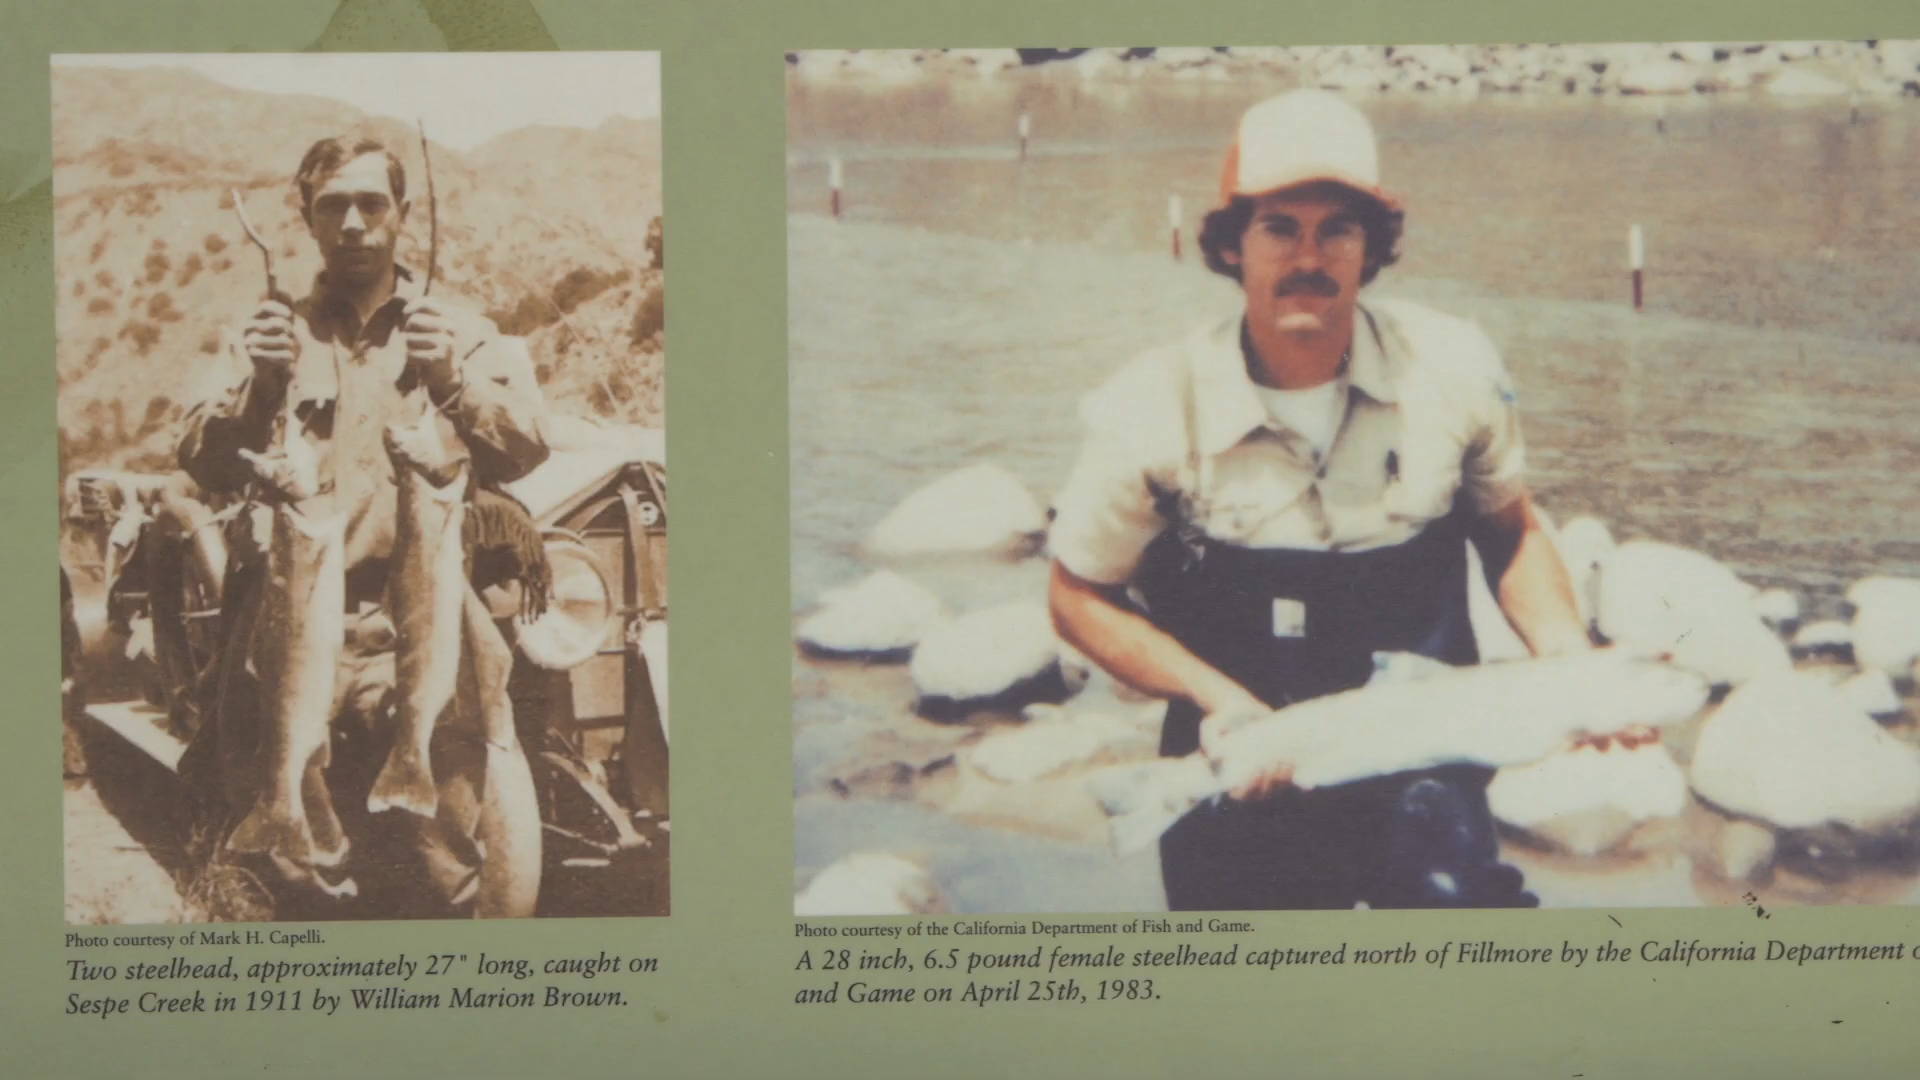 Photo courtesy of Mark H. Capelli.
Two steelhead, approximately 27" long, caught on
Sespe Creek in 1911 by William Marion Brown.
Photo courtesy of the California Department of Fish and Game.
A 28 inch, 6.5 pound female steelhead captured north of Fillmore by the California Department
and Game on April 25th, 1983.